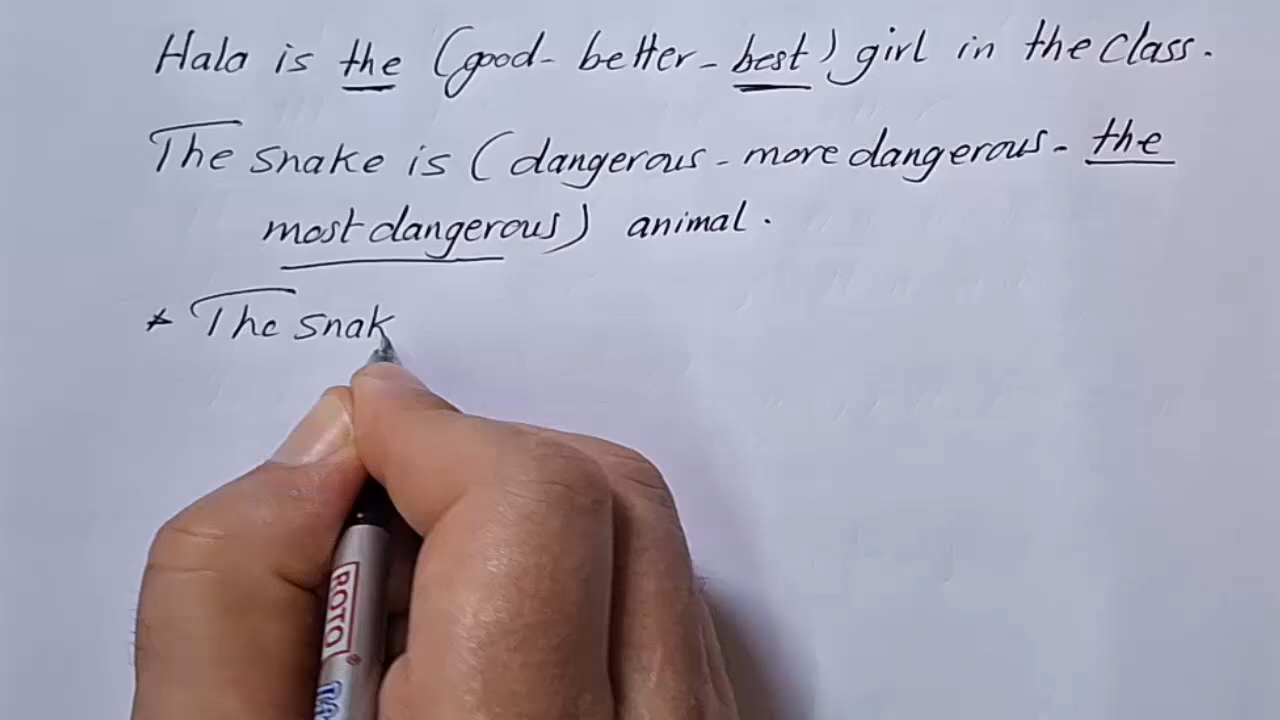 Hala is the (good - better - best) girl in the class.
The snake is (dangerous - more dangerous - the
most dangerous) animal.
* The snak
ROTO